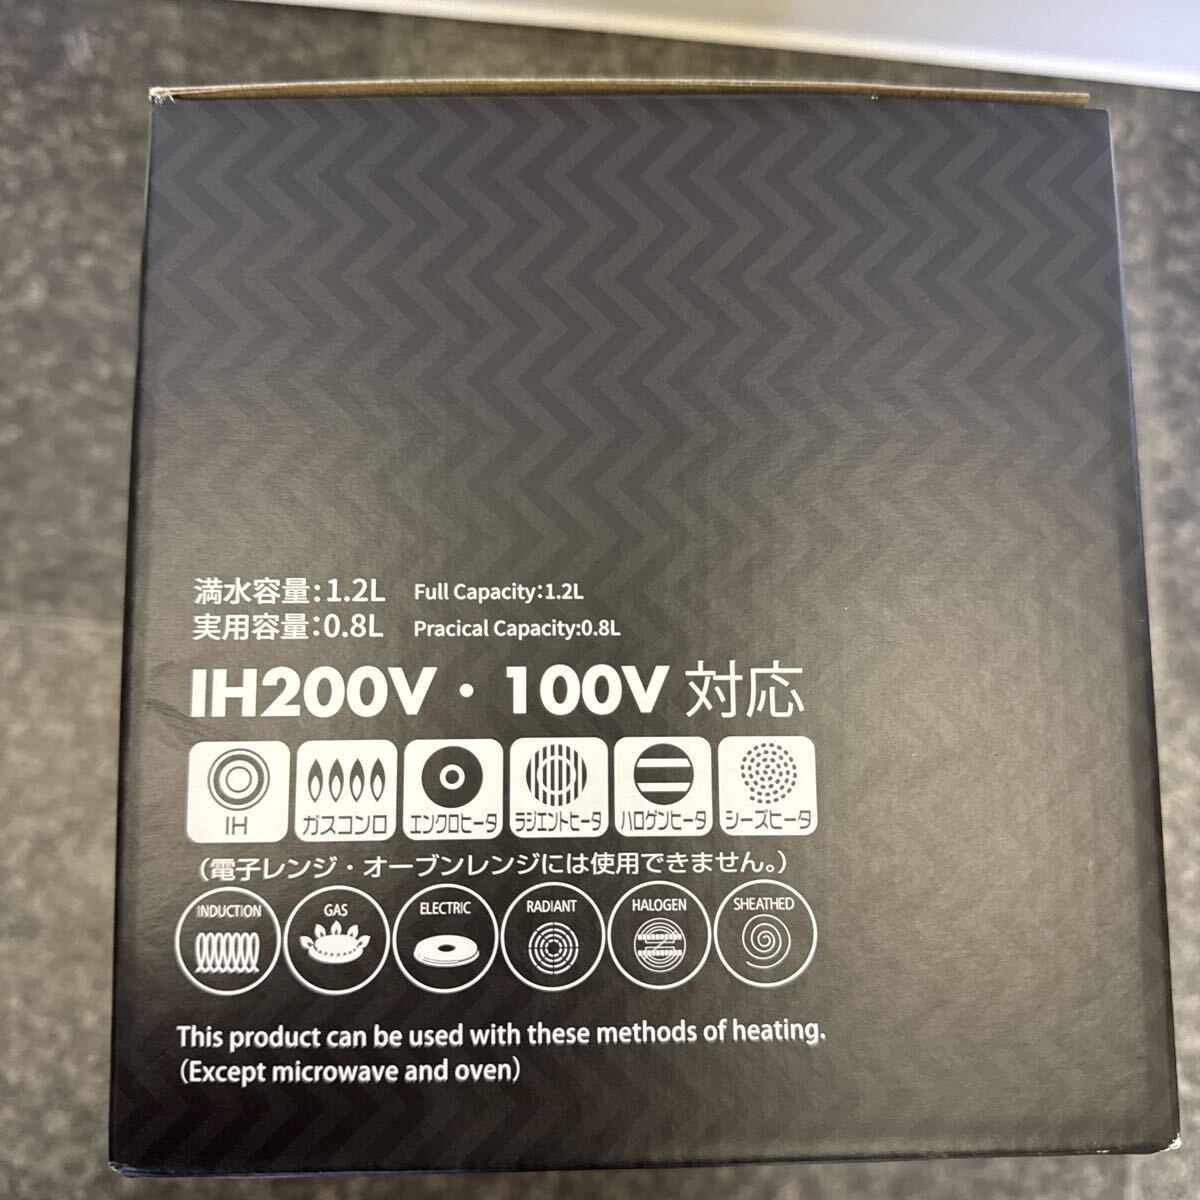 満水容量:1.2L Full Capacity:1.2L
実用容量:0.8L Pracical Capacity:0.8L
IH200V・100V 対応
IH ガスコンロ エンクロヒータ ラジエントヒータ ハロゲンヒータ シーズヒータ
(電子レンジ・オーブンレンジには使用できません。)
INDUCTION GAS ELECTRIC RADIANT HALOGEN SHEATHED
This product can be used with these methods of heating.
(Except microwave and oven)